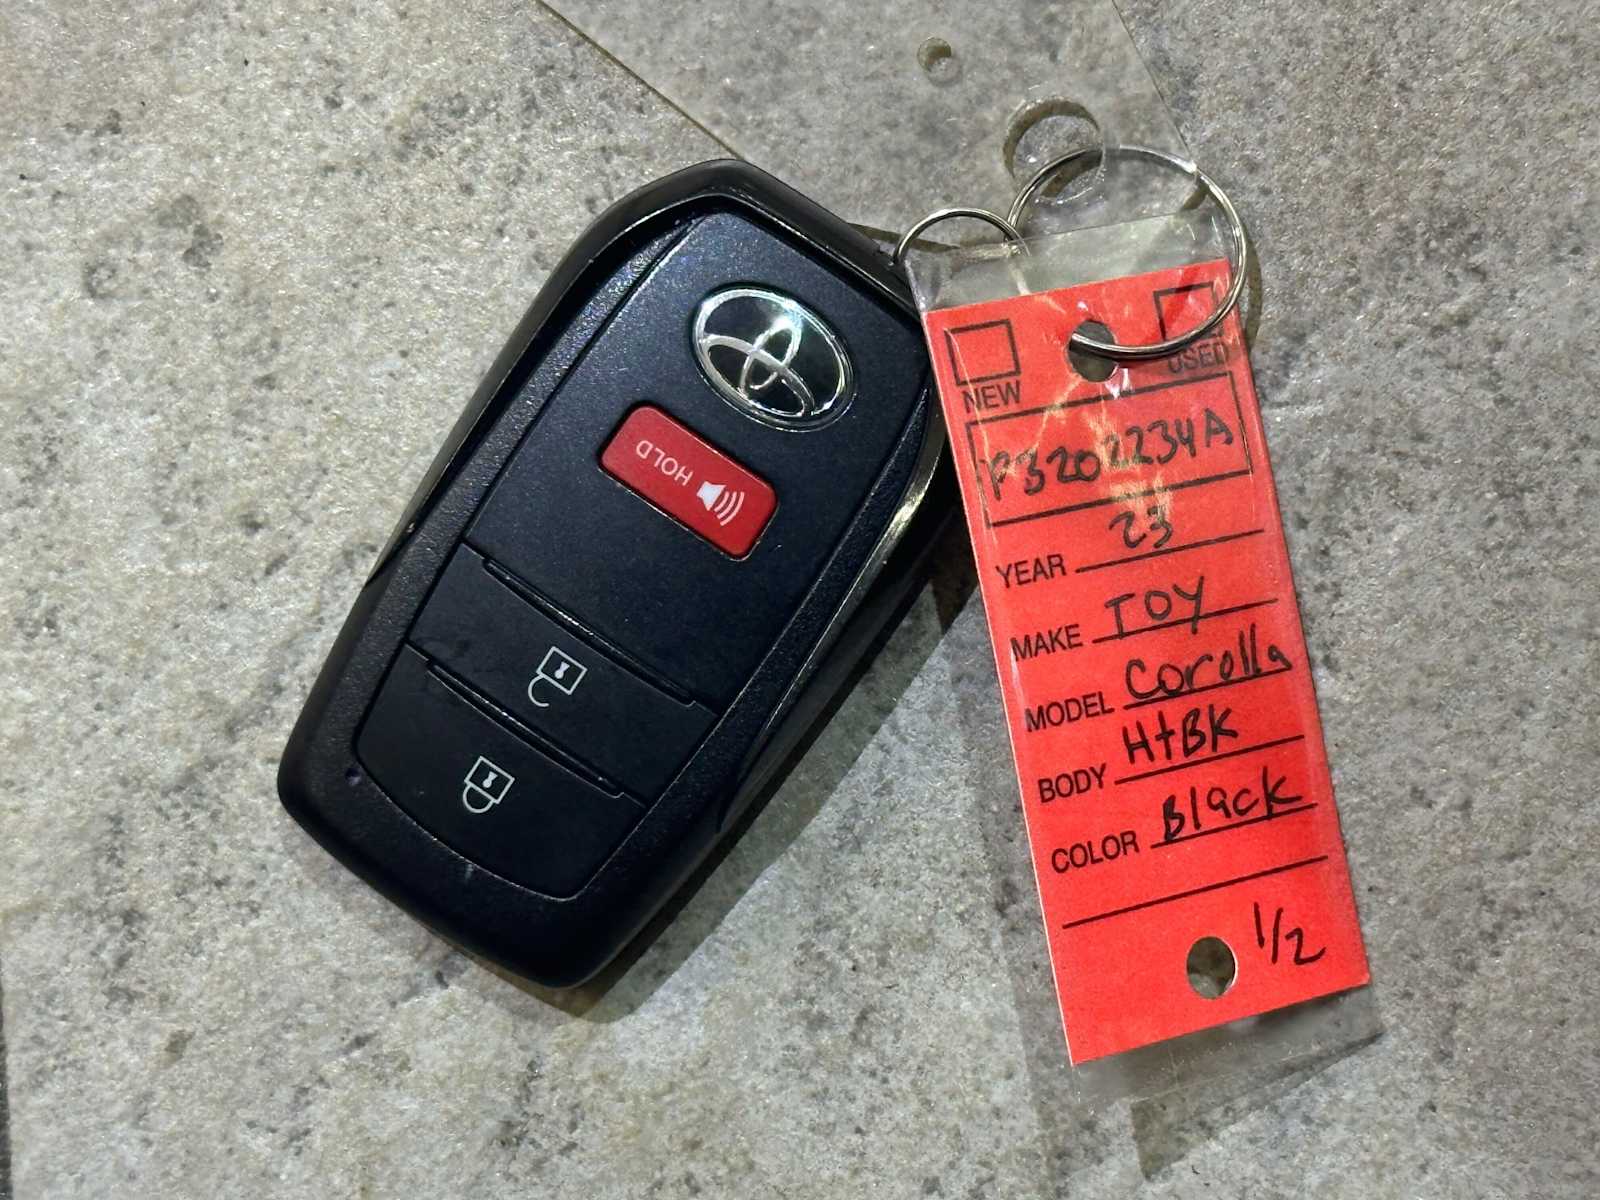 HOLD
NEW USED
P3202234A
YEAR 23
MAKE TOY
MODEL Corolla
BODY HtBK
COLOR Black
1/2